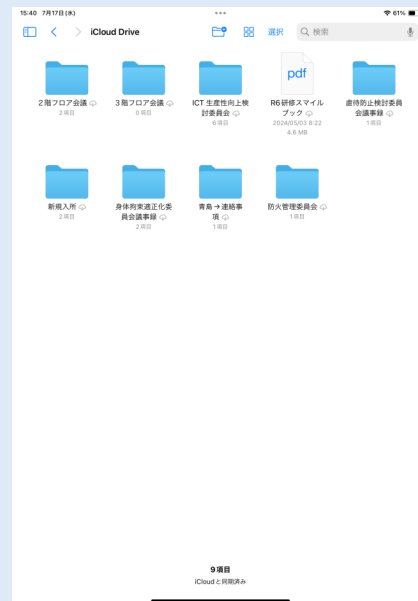 15:40 7月17日(水)
61%
iCloud Drive
選択
検索
2階フロア会議
2項目
3階フロア会議
0項目
ICT 生産性向上検
討委員会
6項目
pdf
R6研修スマイル
ブック
2024/05/03 8:22
4.6 MB
虐待防止検討委員
会議事録
1項目
新規入所
2項目
身体拘束適正化委
員会議事録
2項目
青島→連絡事
項
1項目
防火管理委員会
1項目
9項目
iCloudと同期済み